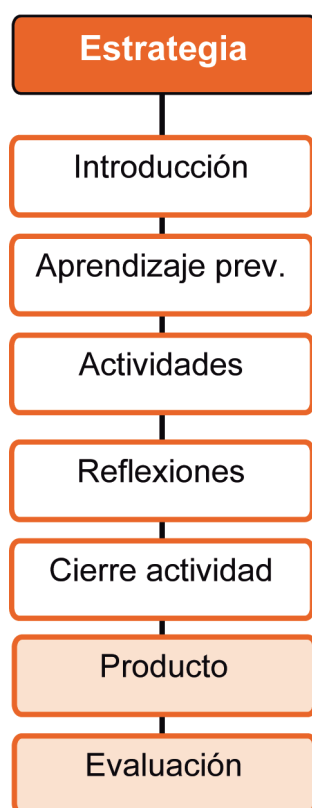 Estrategia
Introducción
Aprendizaje prev.
Actividades
Reflexiones
Cierre actividad
Producto
Evaluación